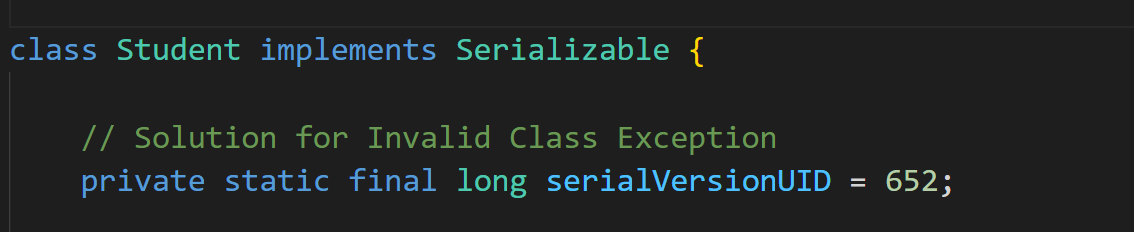 class Student implements Serializable {
// Solution for Invalid Class Exception
private static final long serialVersionUID = 652;